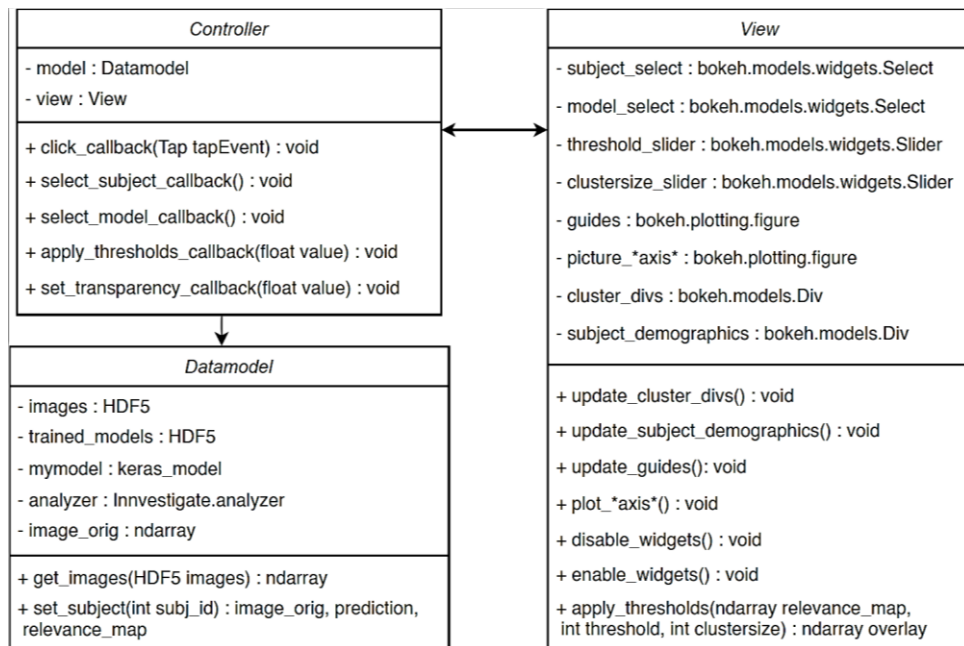 Controller
- model : Datamodel
- view : View
+ click_callback(Tap tapEvent) : void
+ select_subject_callback() : void
+ select_model_callback() : void
+ apply_thresholds_callback(float value) : void
+ set_transparency_callback(float value) : void
Datamodel
- images : HDF5
- trained_models : HDF5
- mymodel : keras_model
- analyzer : Innvestigate.analyzer
- image_orig : ndarray
+ get_images(HDF5 images) : ndarray
+ set_subject(int subj_id) : image_orig, prediction,
relevance_map
View
- subject_select : bokeh.models.widgets.Select
- model_select : bokeh.models.widgets.Select
- threshold_slider : bokeh.models.widgets.Slider
- clustersize_slider : bokeh.models.widgets.Slider
- guides : bokeh.plotting.figure
- picture_*axis* : bokeh.plotting.figure
- cluster_divs : bokeh.models.Div
- subject_demographics : bokeh.models.Div
+ update_cluster_divs() : void
+ update_subject_demographics() : void
+ update_guides(): void
+ plot_*axis*() : void
+ disable_widgets() : void
+ enable_widgets() : void
+ apply_thresholds(ndarray relevance_map,
int threshold, int clustersize) : ndarray overlay